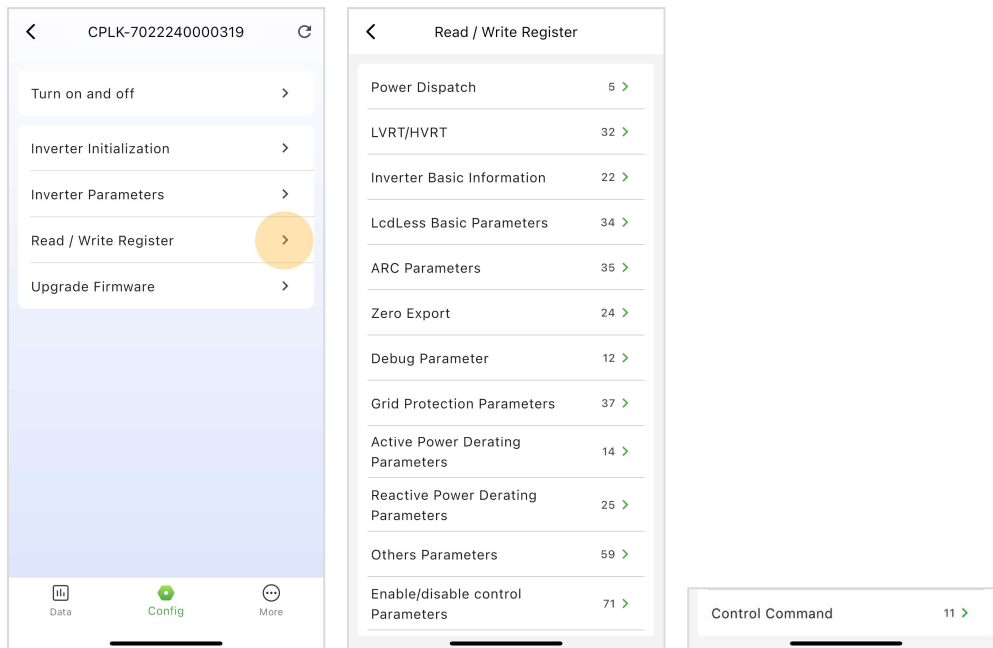 CPLK-7022240000319
Turn on and off
Inverter Initialization
Inverter Parameters
Read / Write Register
Upgrade Firmware
Data
Config
More
Read / Write Register
Power Dispatch 5
LVRT/HVRT 32
Inverter Basic Information 22
LcdLess Basic Parameters 34
ARC Parameters 35
Zero Export 24
Debug Parameter 12
Grid Protection Parameters 37
Active Power Derating
Parameters 14
Reactive Power Derating
Parameters 25
Others Parameters 59
Enable/disable control
Parameters 71
Control Command 11